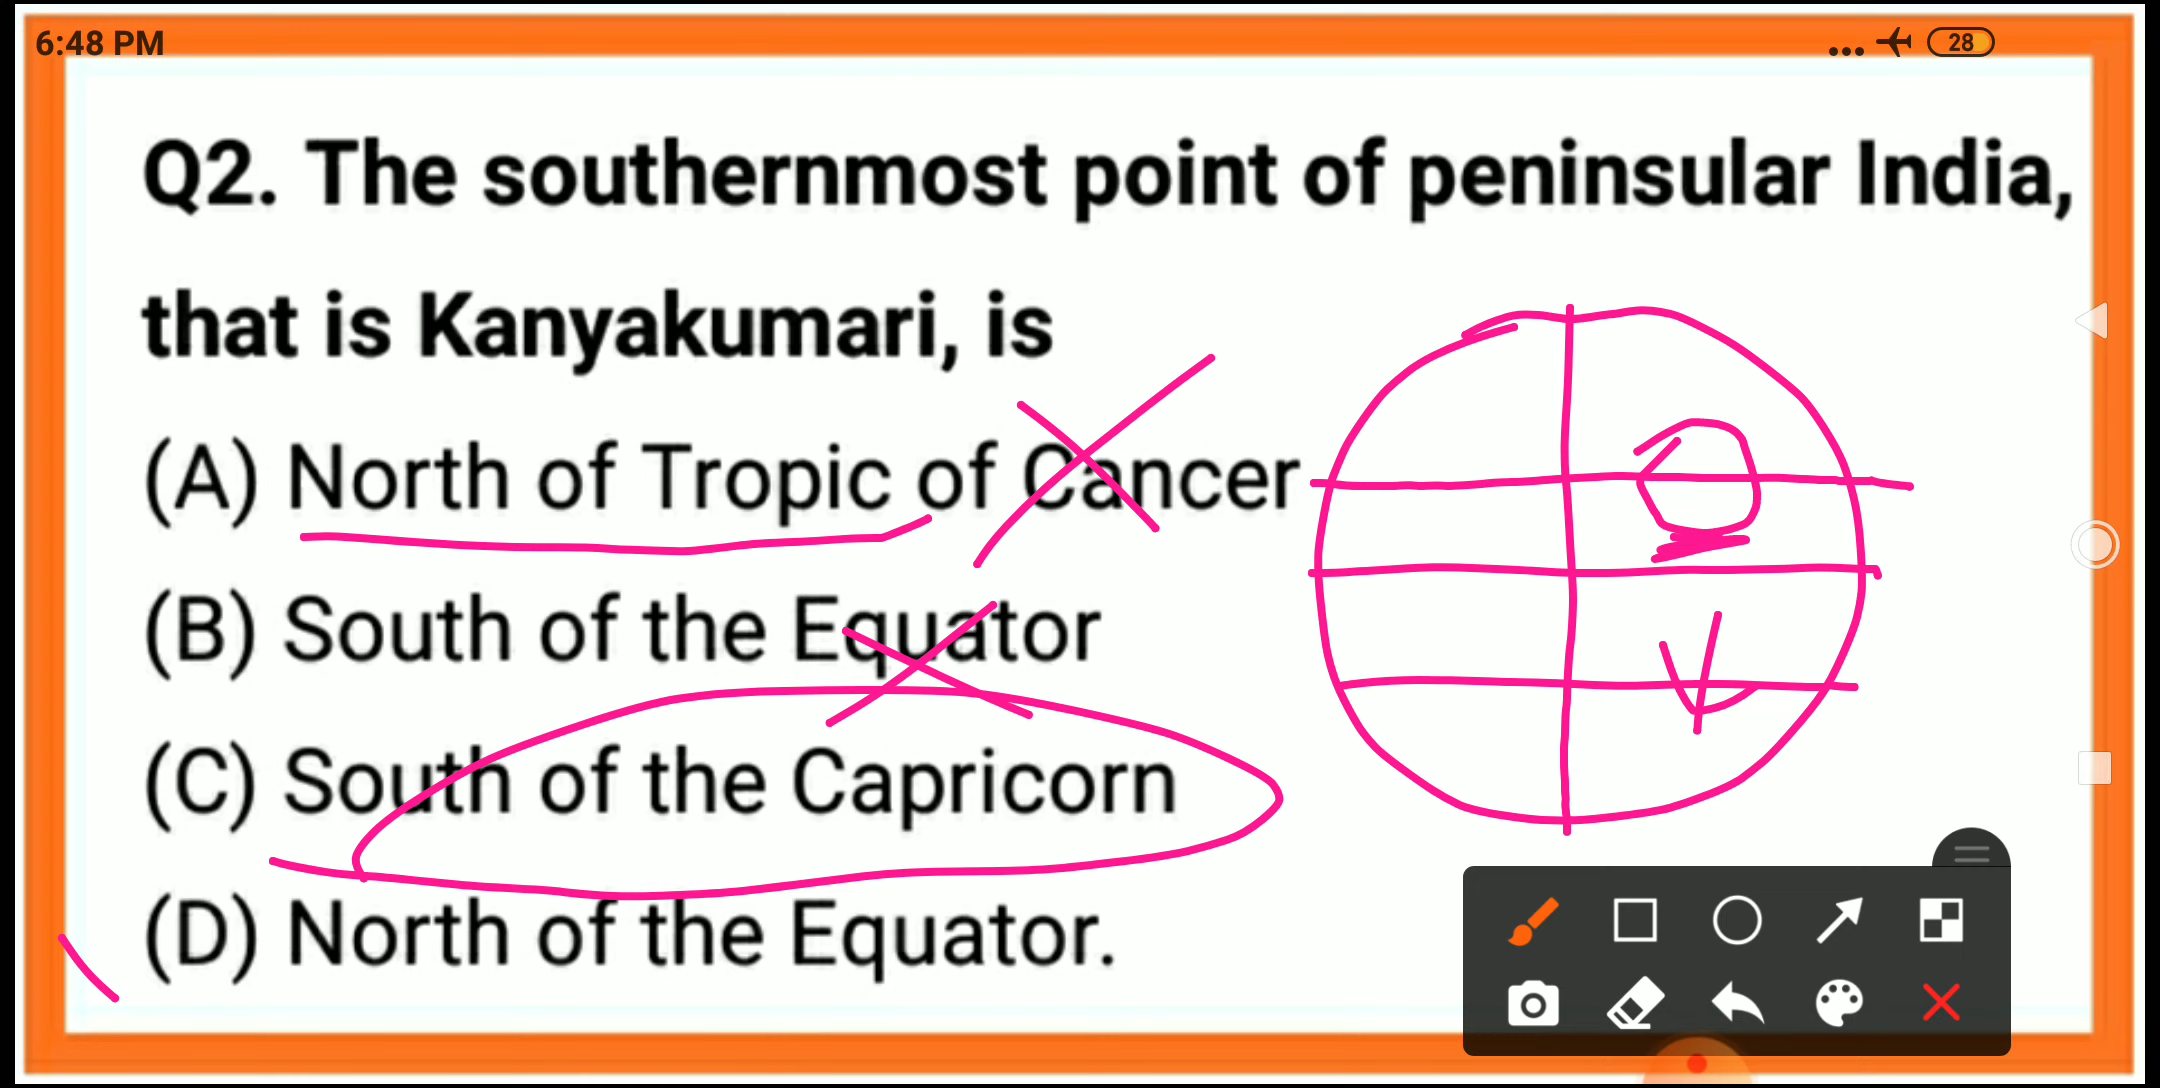 6:48 PM
28
Q2. The southernmost point of peninsular India,
that is Kanyakumari, is
(A) North of Tropic of Cancer
(B) South of the Equator
(C) South of the Capricorn
(D) North of the Equator.